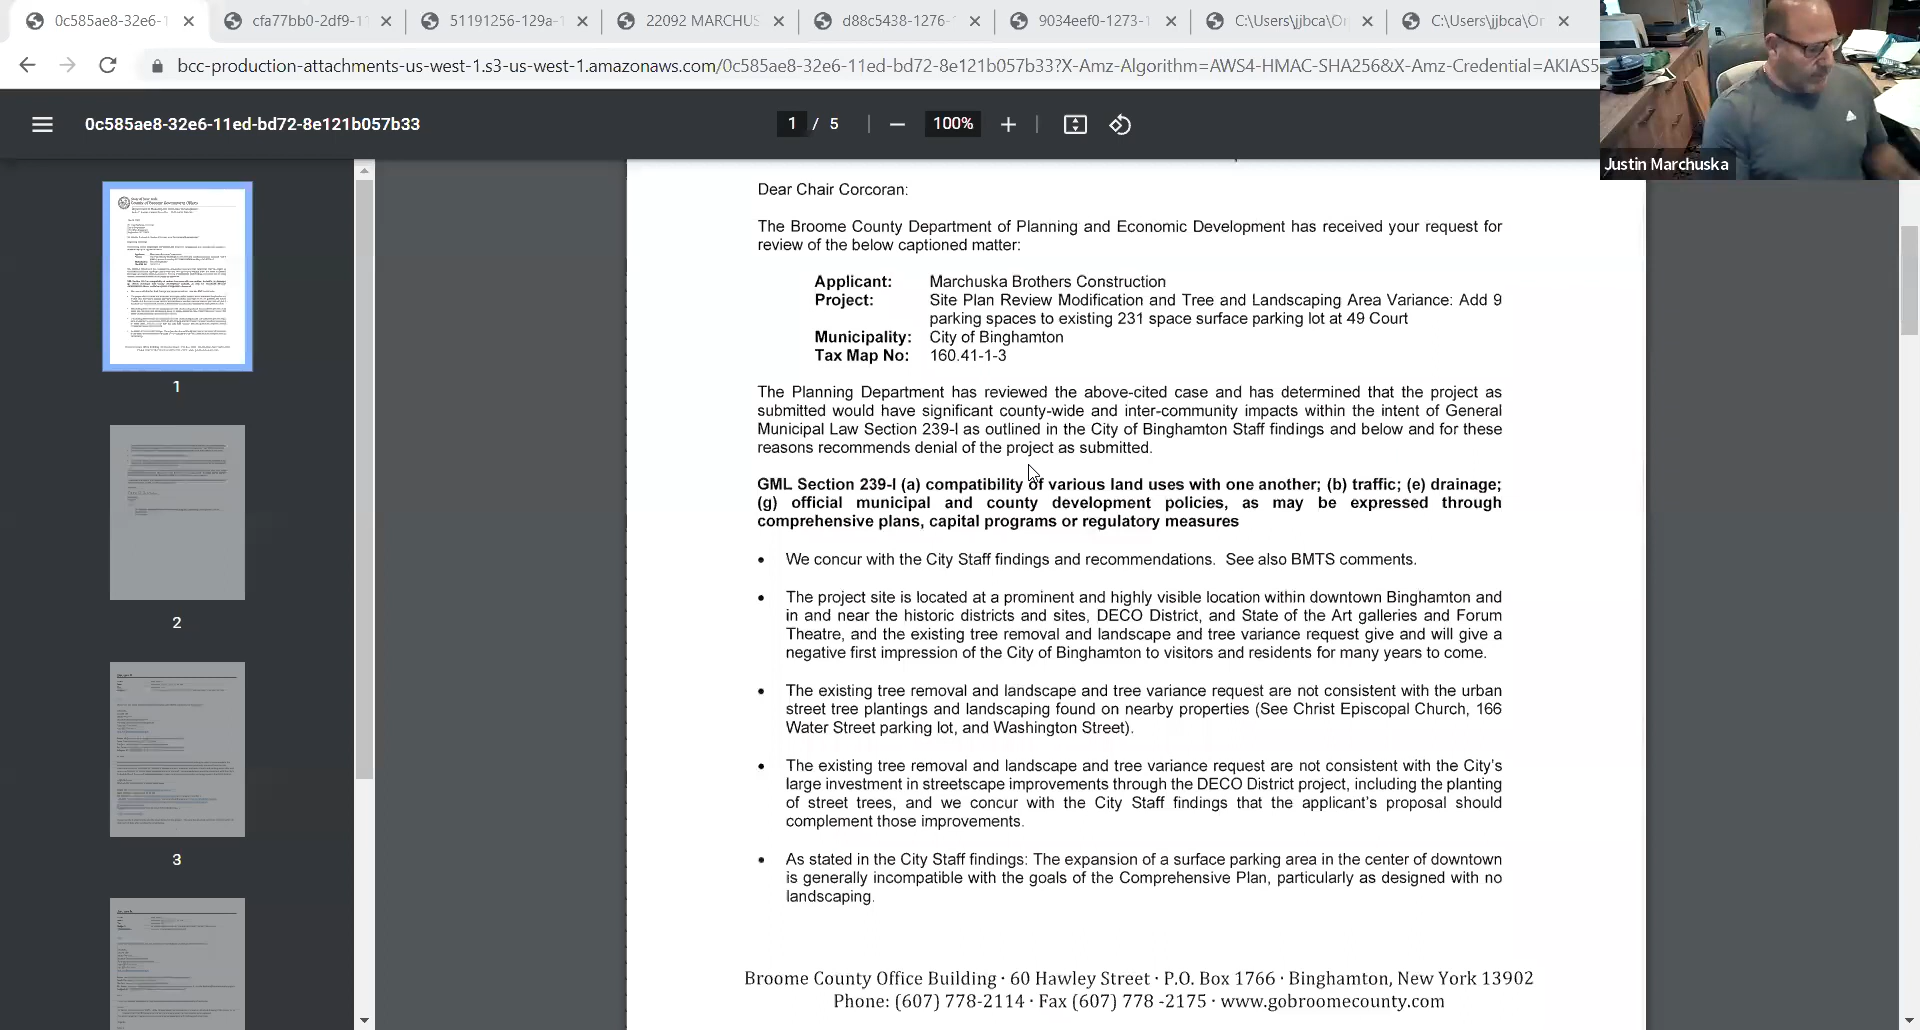 0c585ae8-32e6-1
cfa77bb0-2df9-11
51191256-129a-1
22092 MARCHUS
d88c5438-1276-
9034eef0-1273-1
C:\Users\jjbca\On
C:\Users\jjbca\On
bcc-production-attachments-us-west-1.s3-us-west-1.amazonaws.com/0c585ae8-32e6-11ed-bd72-8e121b057b33?X-Amz-Algorithm=AWS4-HMAC-SHA256&X-Amz-Credential=AKIAS5
0c585ae8-32e6-11ed-bd72-8e121b057b33
1 / 5
100%
Justin Marchuska
1
2
3
Dear Chair Corcoran:
The Broome County Department of Planning and Economic Development has received your request for
review of the below captioned matter:
Applicant: Marchuska Brothers Construction
Project: Site Plan Review Modification and Tree and Landscaping Area Variance: Add 9
parking spaces to existing 231 space surface parking lot at 49 Court
Municipality: City of Binghamton
Tax Map No: 160.41-1-3
The Planning Department has reviewed the above-cited case and has determined that the project as
submitted would have significant county-wide and inter-community impacts within the intent of General
Municipal Law Section 239-l as outlined in the City of Binghamton Staff findings and below and for these
reasons recommends denial of the project as submitted.
GML Section 239-l (a) compatibility of various land uses with one another; (b) traffic; (e) drainage;
(g) official municipal and county development policies, as may be expressed through
comprehensive plans, capital programs or regulatory measures
• We concur with the City Staff findings and recommendations. See also BMTS comments.
• The project site is located at a prominent and highly visible location within downtown Binghamton and
in and near the historic districts and sites, DECO District, and State of the Art galleries and Forum
Theatre, and the existing tree removal and landscape and tree variance request give and will give a
negative first impression of the City of Binghamton to visitors and residents for many years to come.
• The existing tree removal and landscape and tree variance request are not consistent with the urban
street tree plantings and landscaping found on nearby properties (See Christ Episcopal Church, 166
Water Street parking lot, and Washington Street).
• The existing tree removal and landscape and tree variance request are not consistent with the City's
large investment in streetscape improvements through the DECO District project, including the planting
of street trees, and we concur with the City Staff findings that the applicant's proposal should
complement those improvements.
• As stated in the City Staff findings: The expansion of a surface parking area in the center of downtown
is generally incompatible with the goals of the Comprehensive Plan, particularly as designed with no
landscaping.
Broome County Office Building · 60 Hawley Street · P.O. Box 1766 · Binghamton, New York 13902
Phone: (607) 778-2114 · Fax (607) 778 -2175 · www.gobroomecounty.com